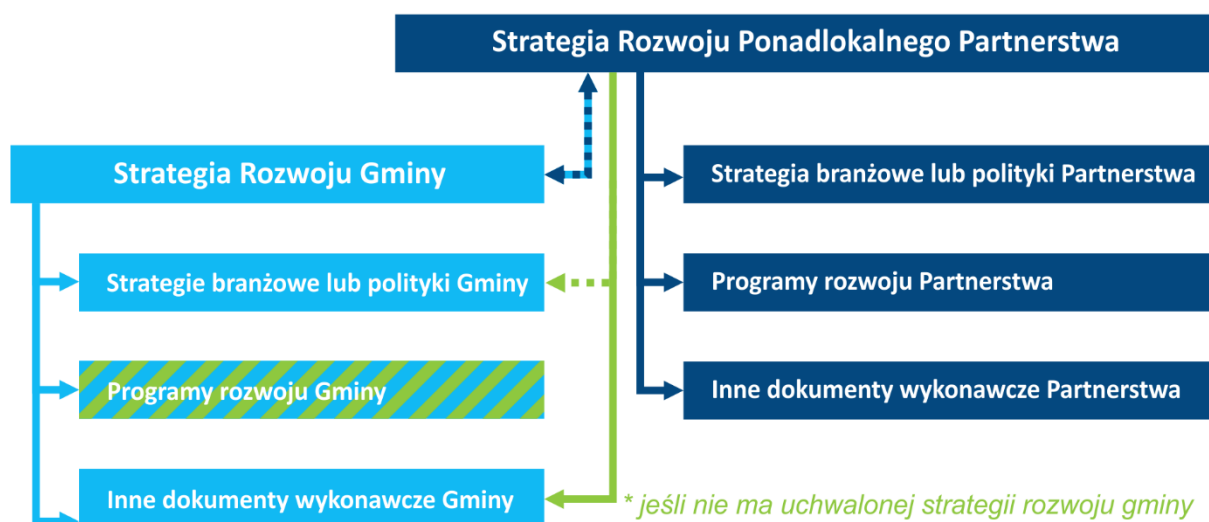 Strategia Rozwoju Ponadlokalnego Partnerstwa
Strategia Rozwoju Gminy
Strategie branżowe lub polityki Gminy
Programy rozwoju Gminy
Inne dokumenty wykonawcze Gminy
Strategia branżowe lub polityki Partnerstwa
Programy rozwoju Partnerstwa
Inne dokumenty wykonawcze Partnerstwa
* jeśli nie ma uchwalonej strategii rozwoju gminy